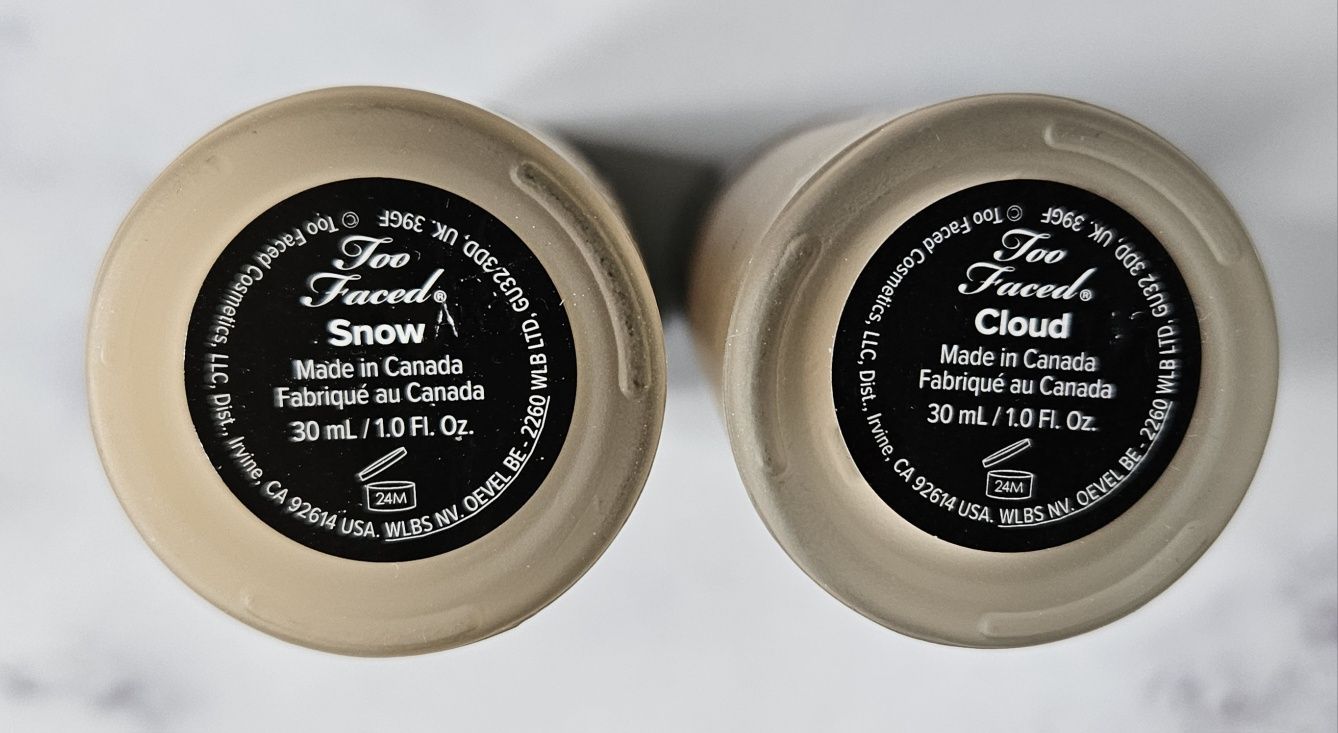 Too
Faced®
Snow
Made in Canada
Fabriqué au Canada
30 mL / 1.0 Fl. Oz.
24M
© Too Faced Cosmetics, LLC, Dist., Irvine, CA 92614 USA. WLBS NV. OEVEL BE - 2260 WLB LTD, GU32 3DD, UK. 39GF
Too
Faced®
Cloud
Made in Canada
Fabriqué au Canada
30 mL / 1.0 Fl. Oz.
24M
© Too Faced Cosmetics, LLC, Dist., Irvine, CA 92614 USA. WLBS NV. OEVEL BE - 2260 WLB LTD, GU32 3DD, UK. 39GF